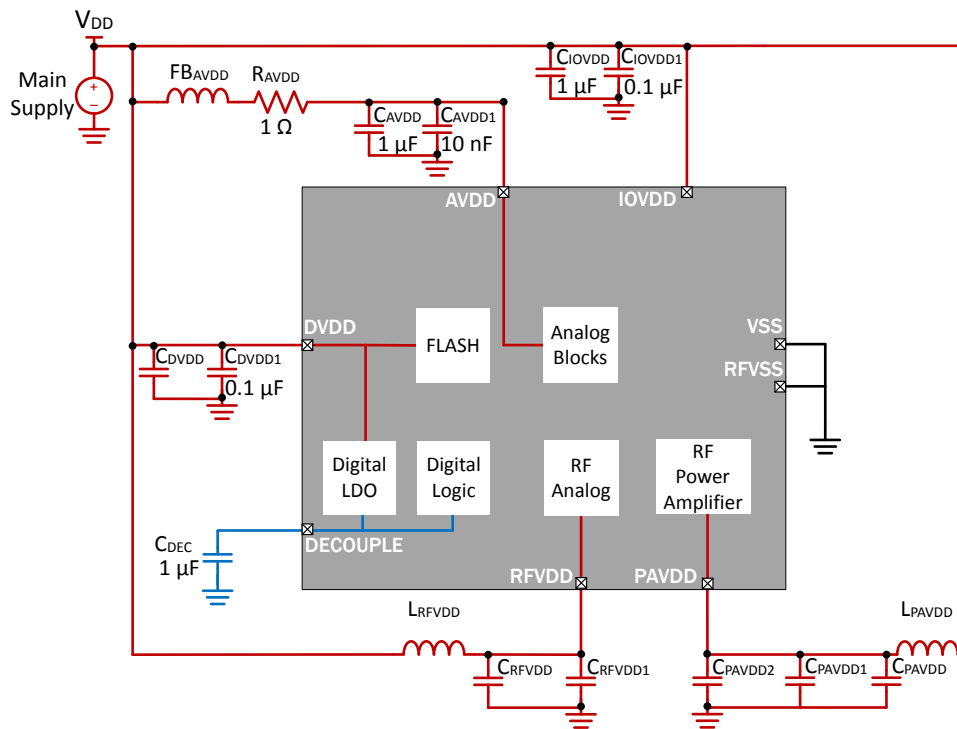 VDD
Main
Supply
+
−
FBAVDD
RAVDD
1 Ω
CAVDD
1 µF
CAVDD1
10 nF
CIOVDD
1 µF
CIOVDD1
0.1 µF
AVDD
IOVDD
DVDD
CDVDD
CDVDD1
0.1 µF
FLASH
Analog
Blocks
VSS
RFVSS
Digital
LDO
Digital
Logic
RF
Analog
RF
Power
Amplifier
DECOUPLE
CDEC
1 µF
RFVDD
PAVDD
LRFVDD
LPAVDD
CRFVDD
CRFVDD1
CPAVDD2
CPAVDD1
CPAVDD